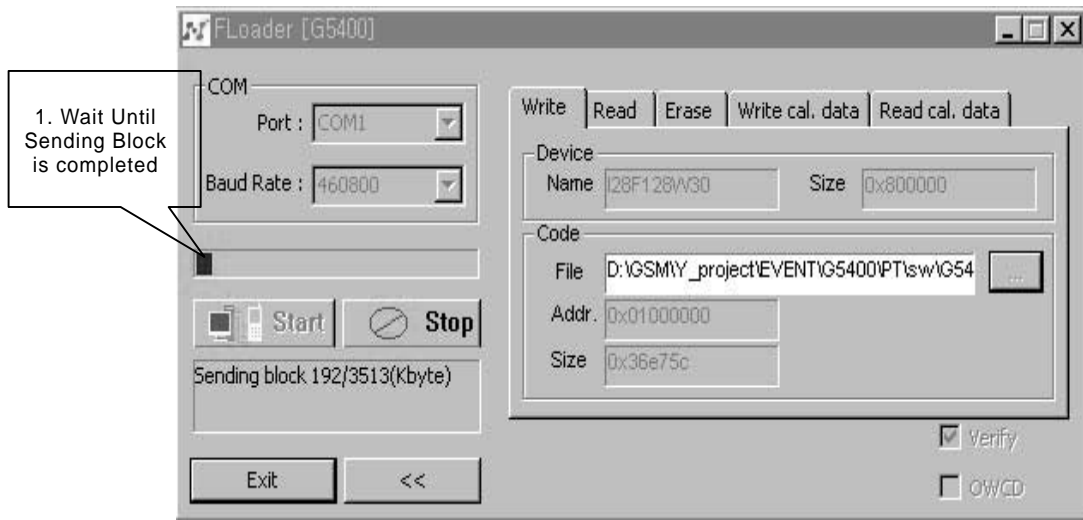 FLoader [G5400]
1. Wait Until
Sending Block
is completed
COM
Port : COM1
Baud Rate : 460800
Start Stop
Sending block 192/3513(Kbyte)
Exit <<
Write Read Erase Write cal. data Read cal. data
Device
Name I28F128W30 Size 0x800000
Code
File D:\GSM\Y_project\EVENT\G5400\PT\sw\G54 ...
Addr. 0x01000000
Size 0x36e75c
Verify
OWCD